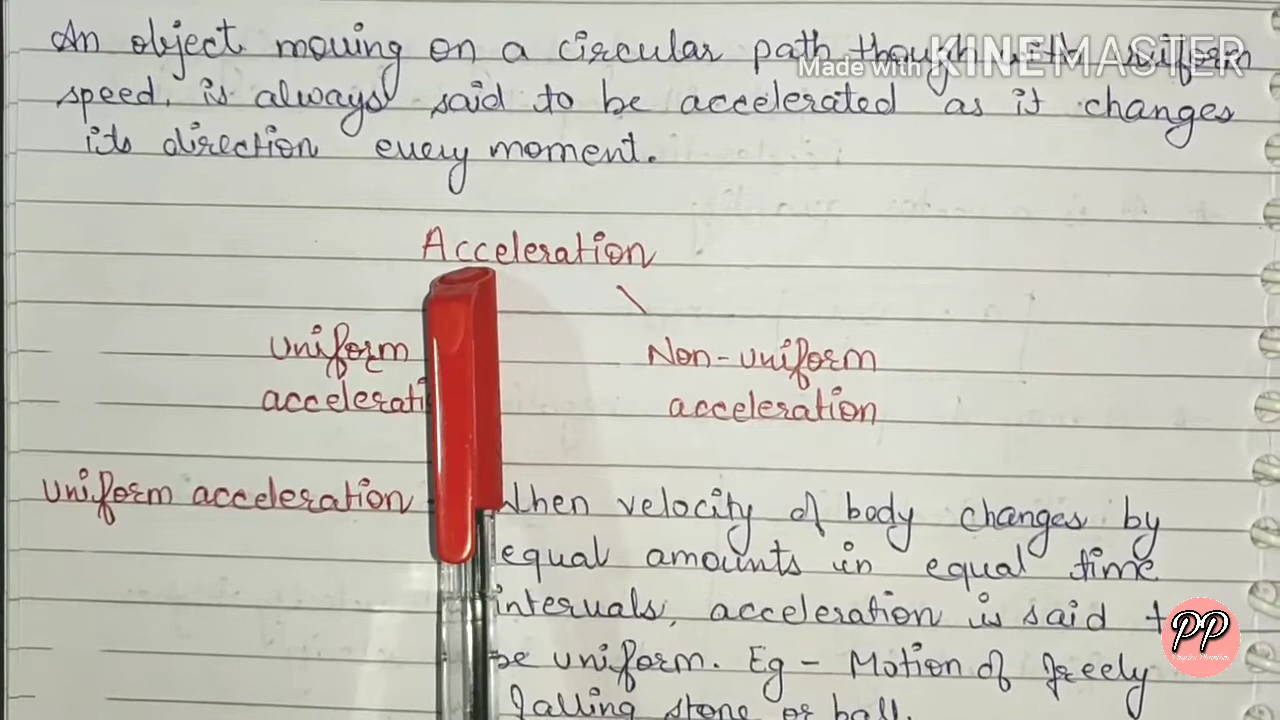 An object moving on a circular path though with uniform
Made with KINEMASTER
speed, is always said to be accelerated as it changes
its direction every moment.
Acceleration
Uniform Non-uniform
accelerati acceleration
Uniform acceleration When velocity of body changes by
equal amounts in equal time
intervals, acceleration is said t
be uniform. Eg - Motion of freely
falling stone or ball.
PP